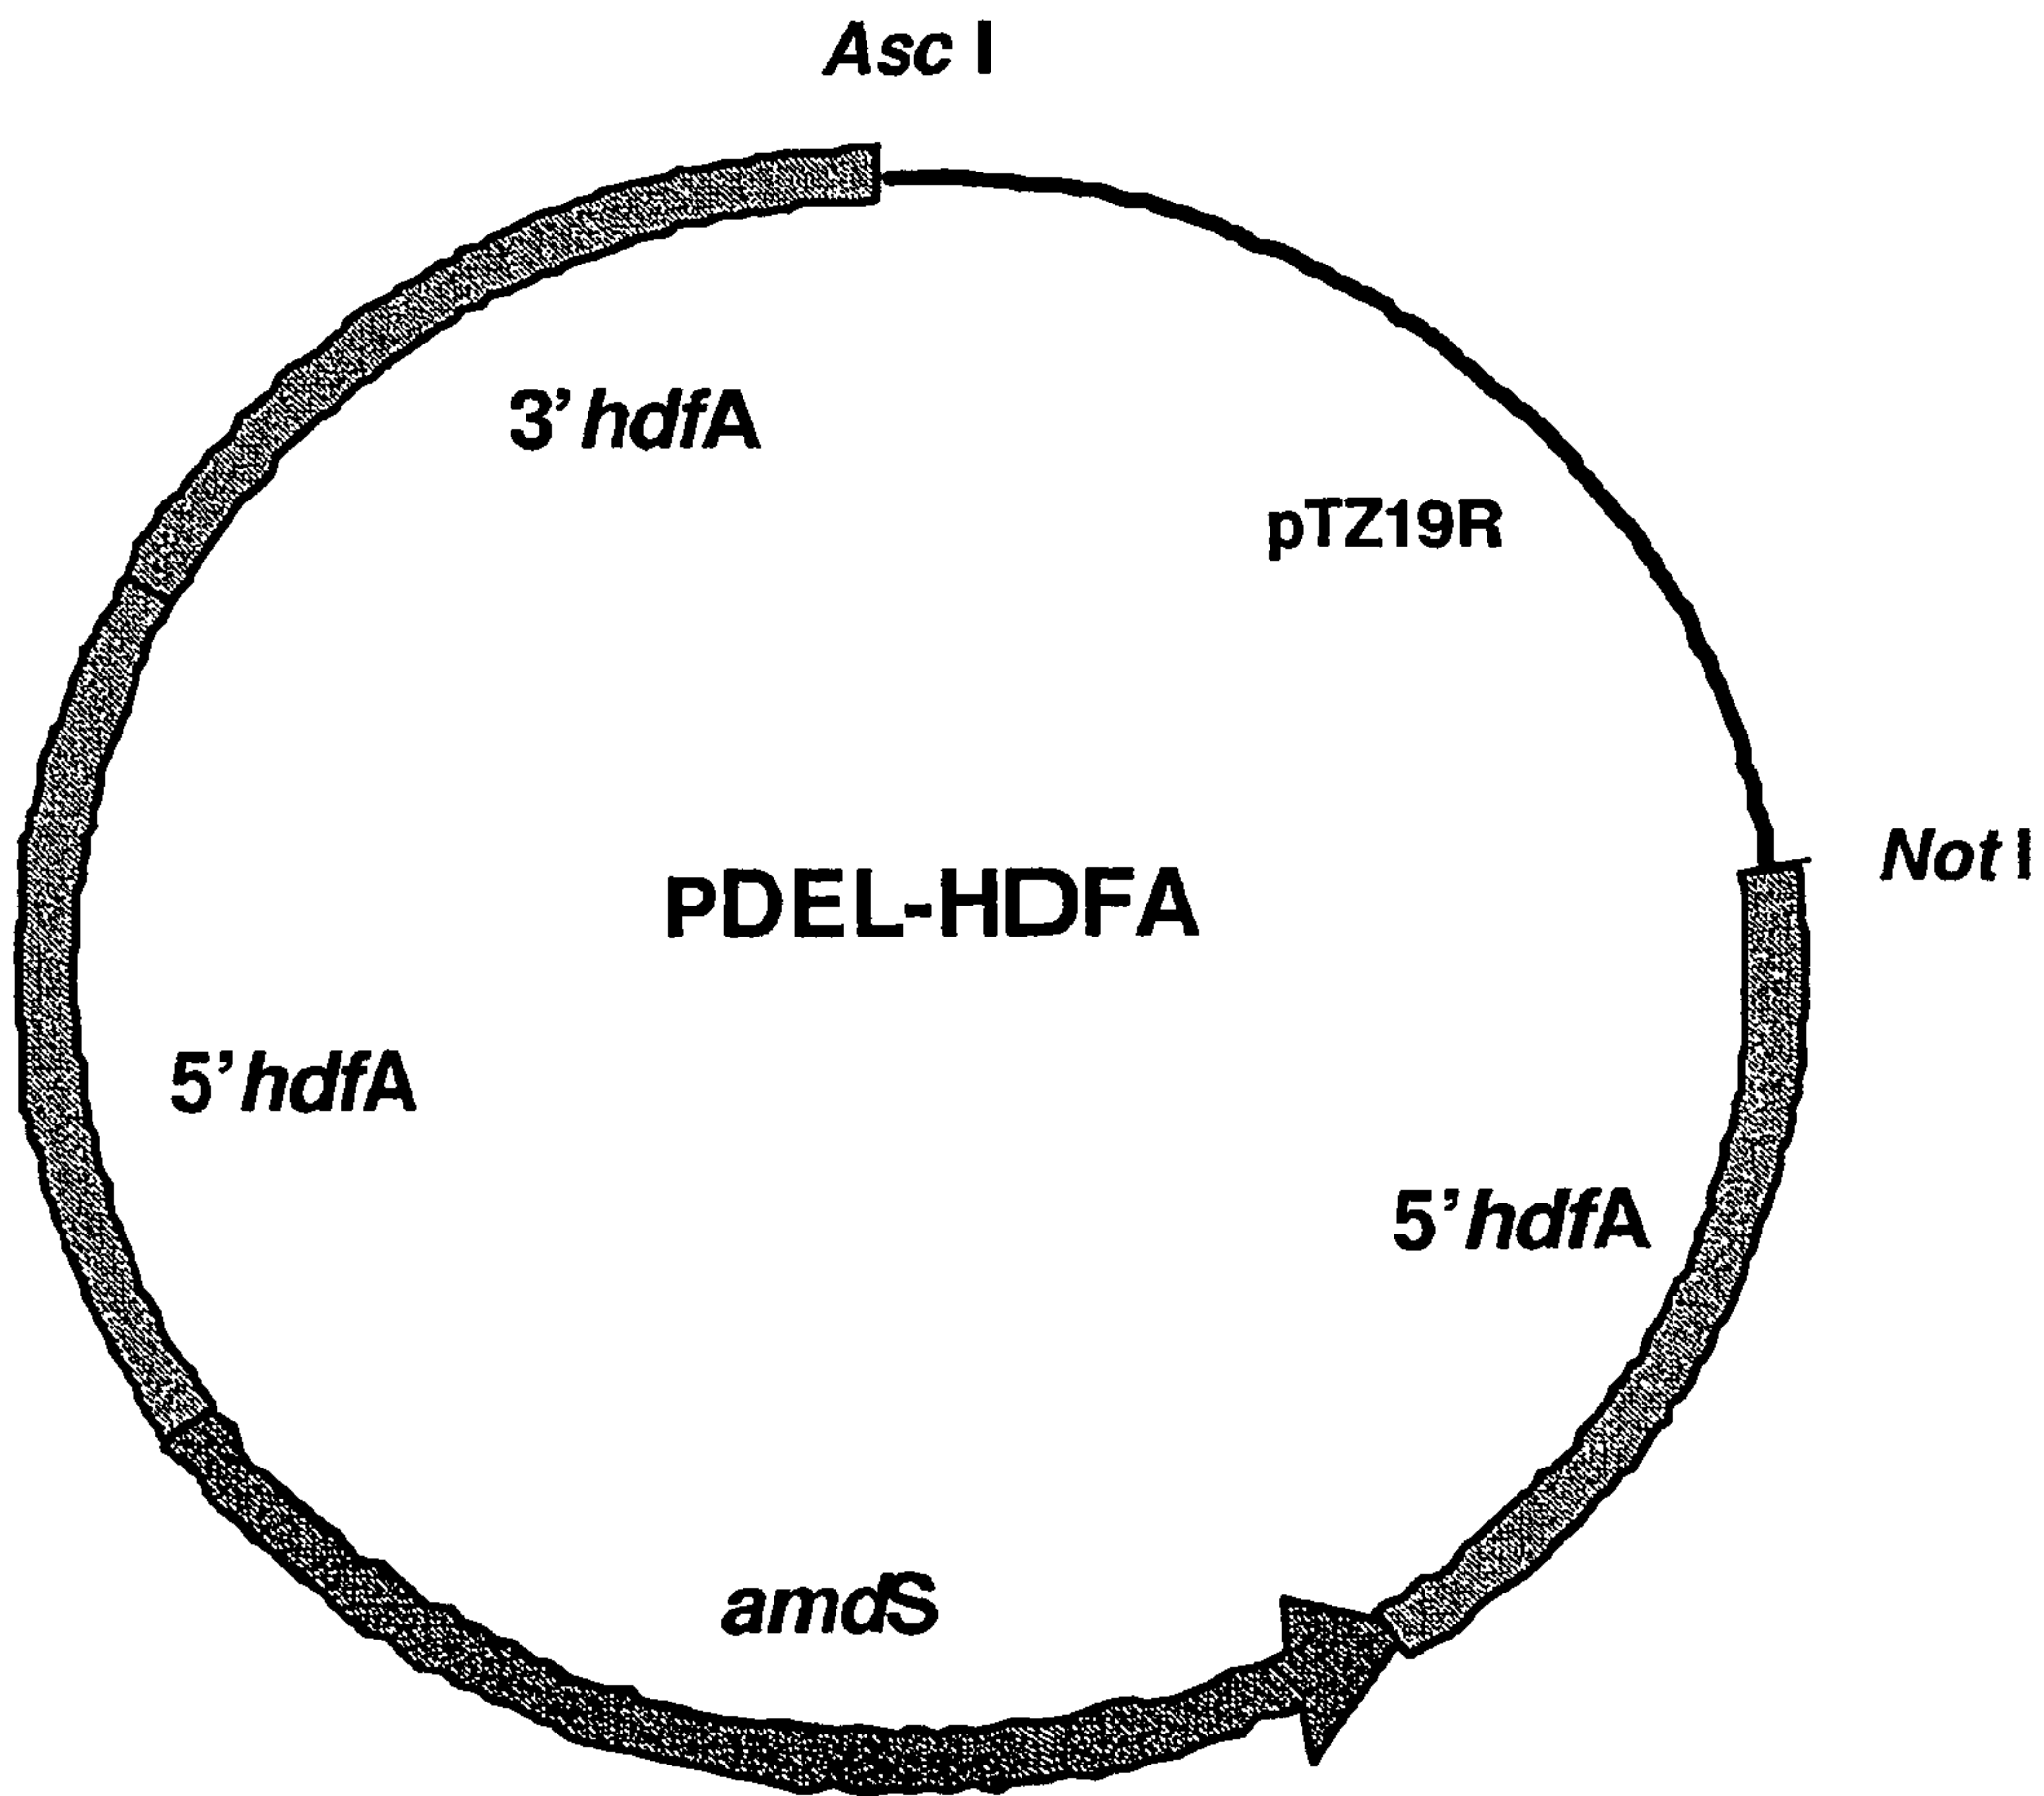 Asc I
3’ hdfA
pTZ19R
Not I
pDEL-HDFA
5’ hdfA
5’ hdfA
amdS